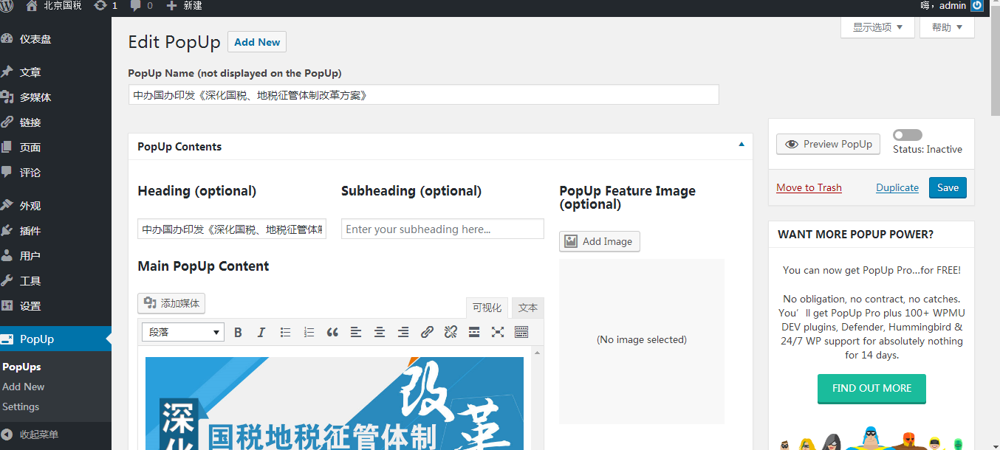 北京国税 1 0 新建 嗨，admin
仪表盘
文章
多媒体
链接
页面
评论
外观
插件
用户
工具
设置
PopUp
PopUps
Add New
Settings
收起菜单
显示选项 帮助
Edit PopUp Add New
PopUp Name (not displayed on the PopUp)
中办国办印发《深化国税、地税征管体制改革方案》
PopUp Contents
Heading (optional)
中办国办印发《深化国税、地税征管体制
Subheading (optional)
Enter your subheading here...
PopUp Feature Image
(optional)
Add Image
(No image selected)
Main PopUp Content
添加媒体
可视化 文本
段落
改革
深化
国税地税征管体制
Preview PopUp
Status: Inactive
Move to Trash Duplicate Save
WANT MORE POPUP POWER?
You can now get PopUp Pro...for FREE!
No obligation, no contract, no catches.
You'll get PopUp Pro plus 100+ WPMU
DEV plugins, Defender, Hummingbird &
24/7 WP support for absolutely nothing
for 14 days.
FIND OUT MORE